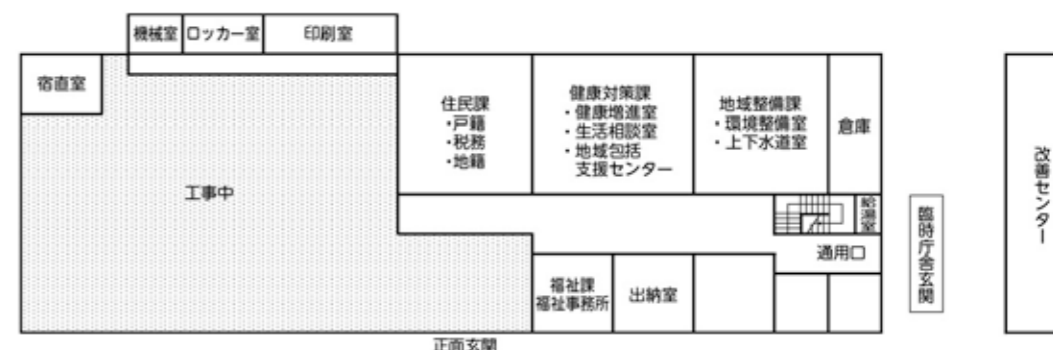 機械室
ロッカー室
印刷室
宿直室
住民課
・戸籍
・税務
・地籍
健康対策課
・健康増進室
・生活相談室
・地域包括
支援センター
地域整備課
・環境整備室
・上下水道室
倉庫
改善センター
工事中
給湯室
臨時庁舎玄関
通用口
福祉課
福祉事務所
出納室
正面玄関